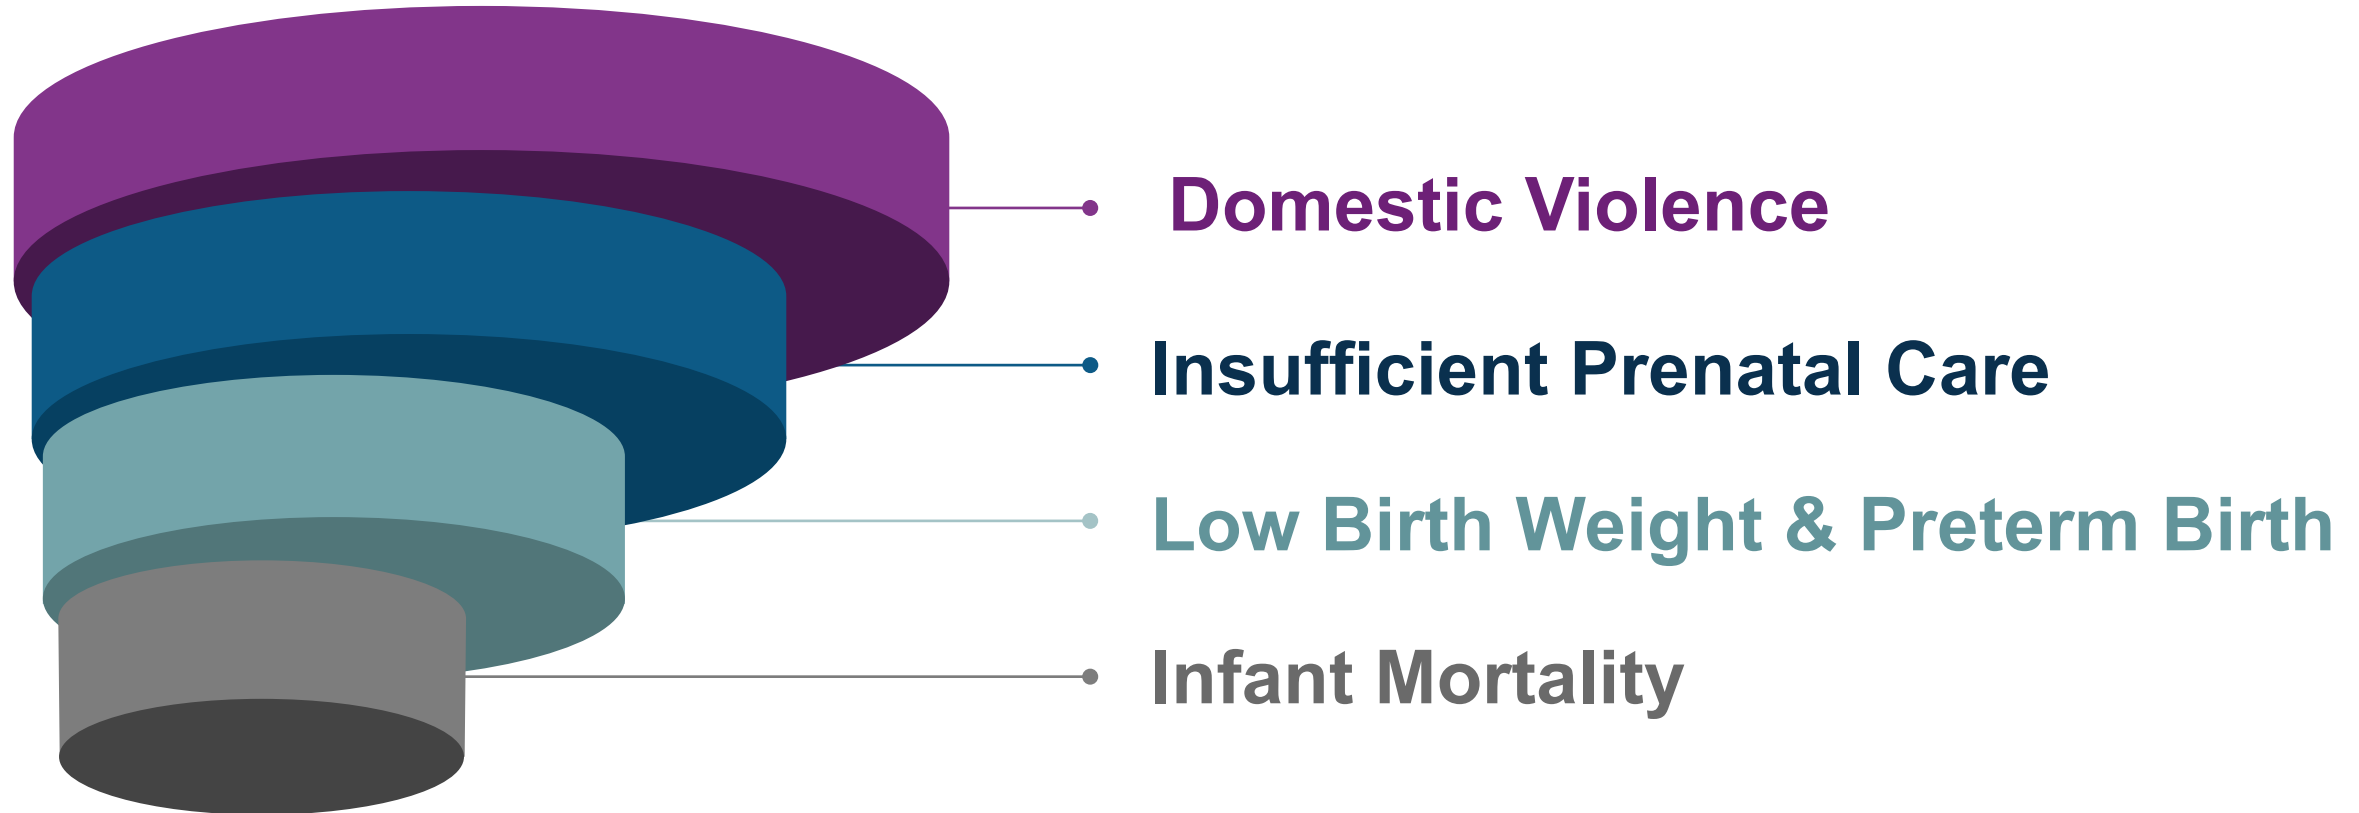 Domestic Violence
Insufficient Prenatal Care
Low Birth Weight & Preterm Birth
Infant Mortality